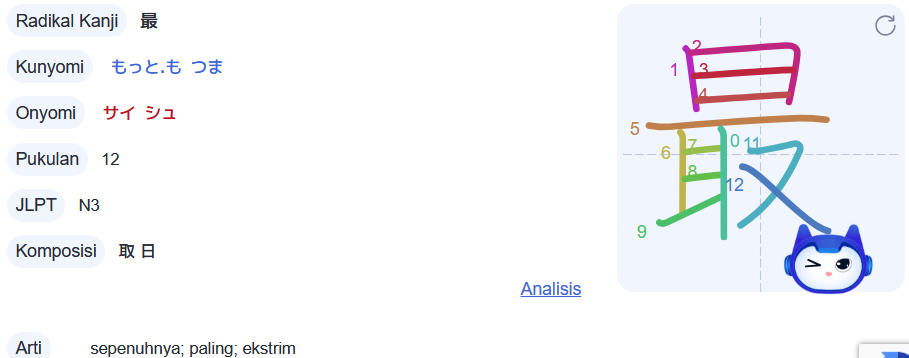 Radikal Kanji 最
Kunyomi もっと.も つま
Onyomi サイ シュ
Pukulan 12
JLPT N3
Komposisi 取 日
Analisis
Arti sepenuhnya; paling; ekstrim
1 2 3 4 5 6 7 8 9 0 11 12